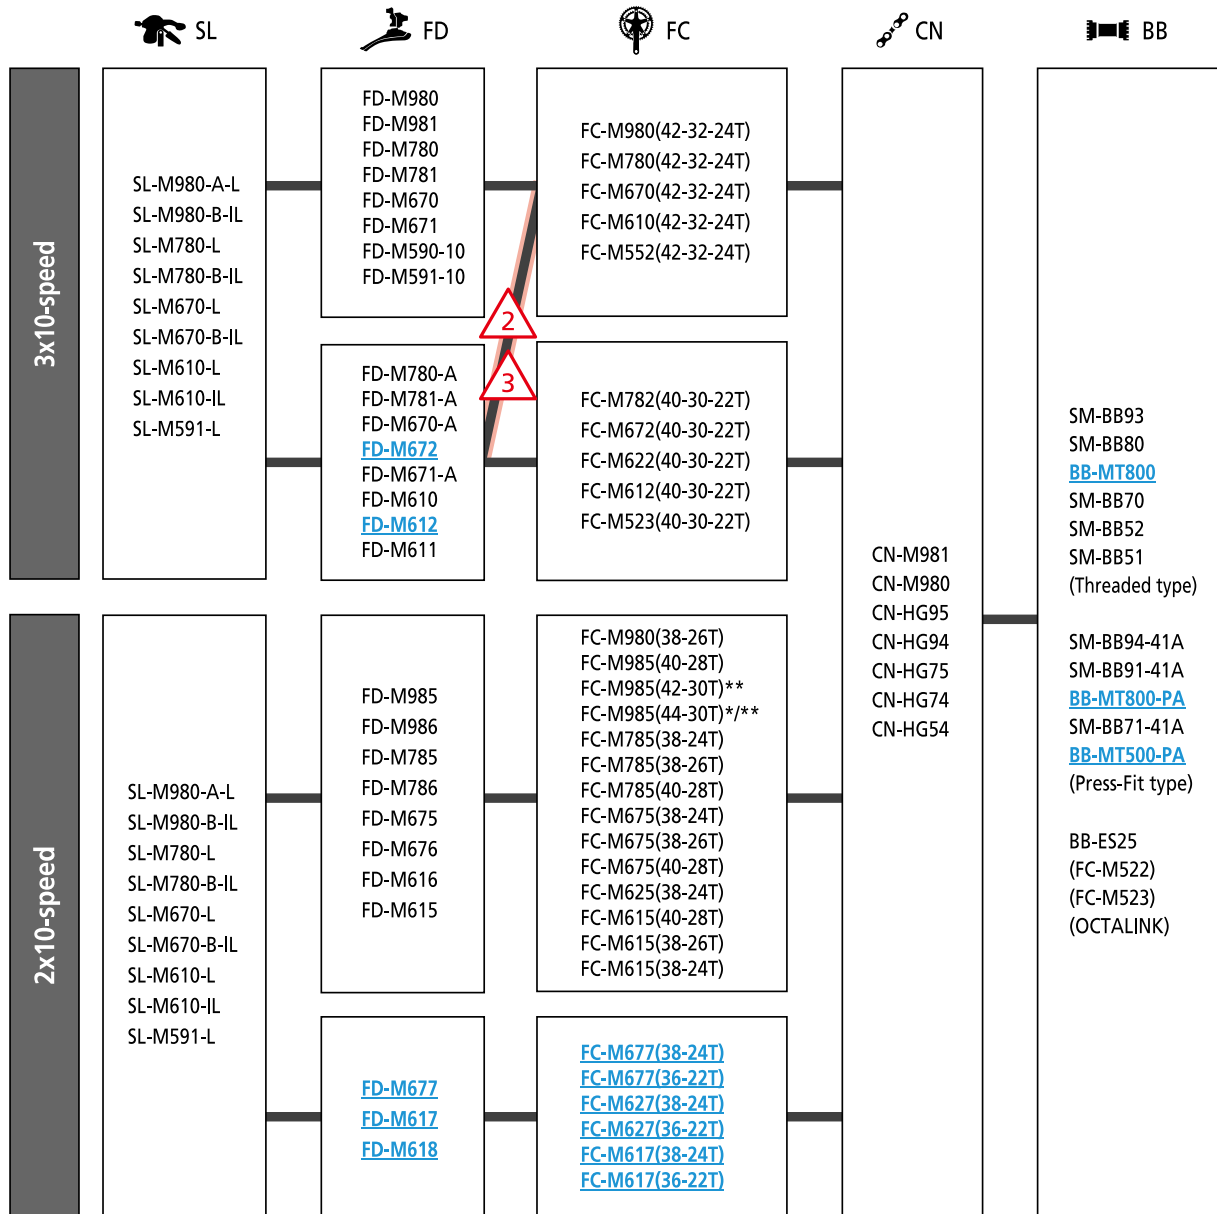 SL
FD
FC
CN
BB
3x10-speed
SL-M980-A-L
SL-M980-B-IL
SL-M780-L
SL-M780-B-IL
SL-M670-L
SL-M670-B-IL
SL-M610-L
SL-M610-IL
SL-M591-L
FD-M980
FD-M981
FD-M780
FD-M781
FD-M670
FD-M671
FD-M590-10
FD-M591-10
2
3
FD-M780-A
FD-M781-A
FD-M670-A
FD-M672
FD-M671-A
FD-M610
FD-M612
FD-M611
FC-M980(42-32-24T)
FC-M780(42-32-24T)
FC-M670(42-32-24T)
FC-M610(42-32-24T)
FC-M552(42-32-24T)
FC-M782(40-30-22T)
FC-M672(40-30-22T)
FC-M622(40-30-22T)
FC-M612(40-30-22T)
FC-M523(40-30-22T)
2x10-speed
SL-M980-A-L
SL-M980-B-IL
SL-M780-L
SL-M780-B-IL
SL-M670-L
SL-M670-B-IL
SL-M610-L
SL-M610-IL
SL-M591-L
FD-M985
FD-M986
FD-M785
FD-M786
FD-M675
FD-M676
FD-M616
FD-M615
FD-M677
FD-M617
FD-M618
FC-M980(38-26T)
FC-M985(40-28T)
FC-M985(42-30T)**
FC-M985(44-30T)*/**
FC-M785(38-24T)
FC-M785(38-26T)
FC-M785(40-28T)
FC-M675(38-24T)
FC-M675(38-26T)
FC-M675(40-28T)
FC-M625(38-24T)
FC-M615(40-28T)
FC-M615(38-26T)
FC-M615(38-24T)
FC-M677(38-24T)
FC-M677(36-22T)
FC-M627(38-24T)
FC-M627(36-22T)
FC-M617(38-24T)
FC-M617(36-22T)
CN-M981
CN-M980
CN-HG95
CN-HG94
CN-HG75
CN-HG74
CN-HG54
SM-BB93
SM-BB80
BB-MT800
SM-BB70
SM-BB52
SM-BB51
(Threaded type)
SM-BB94-41A
SM-BB91-41A
BB-MT800-PA
SM-BB71-41A
BB-MT500-PA
(Press-Fit type)
BB-ES25
(FC-M522)
(FC-M523)
(OCTALINK)